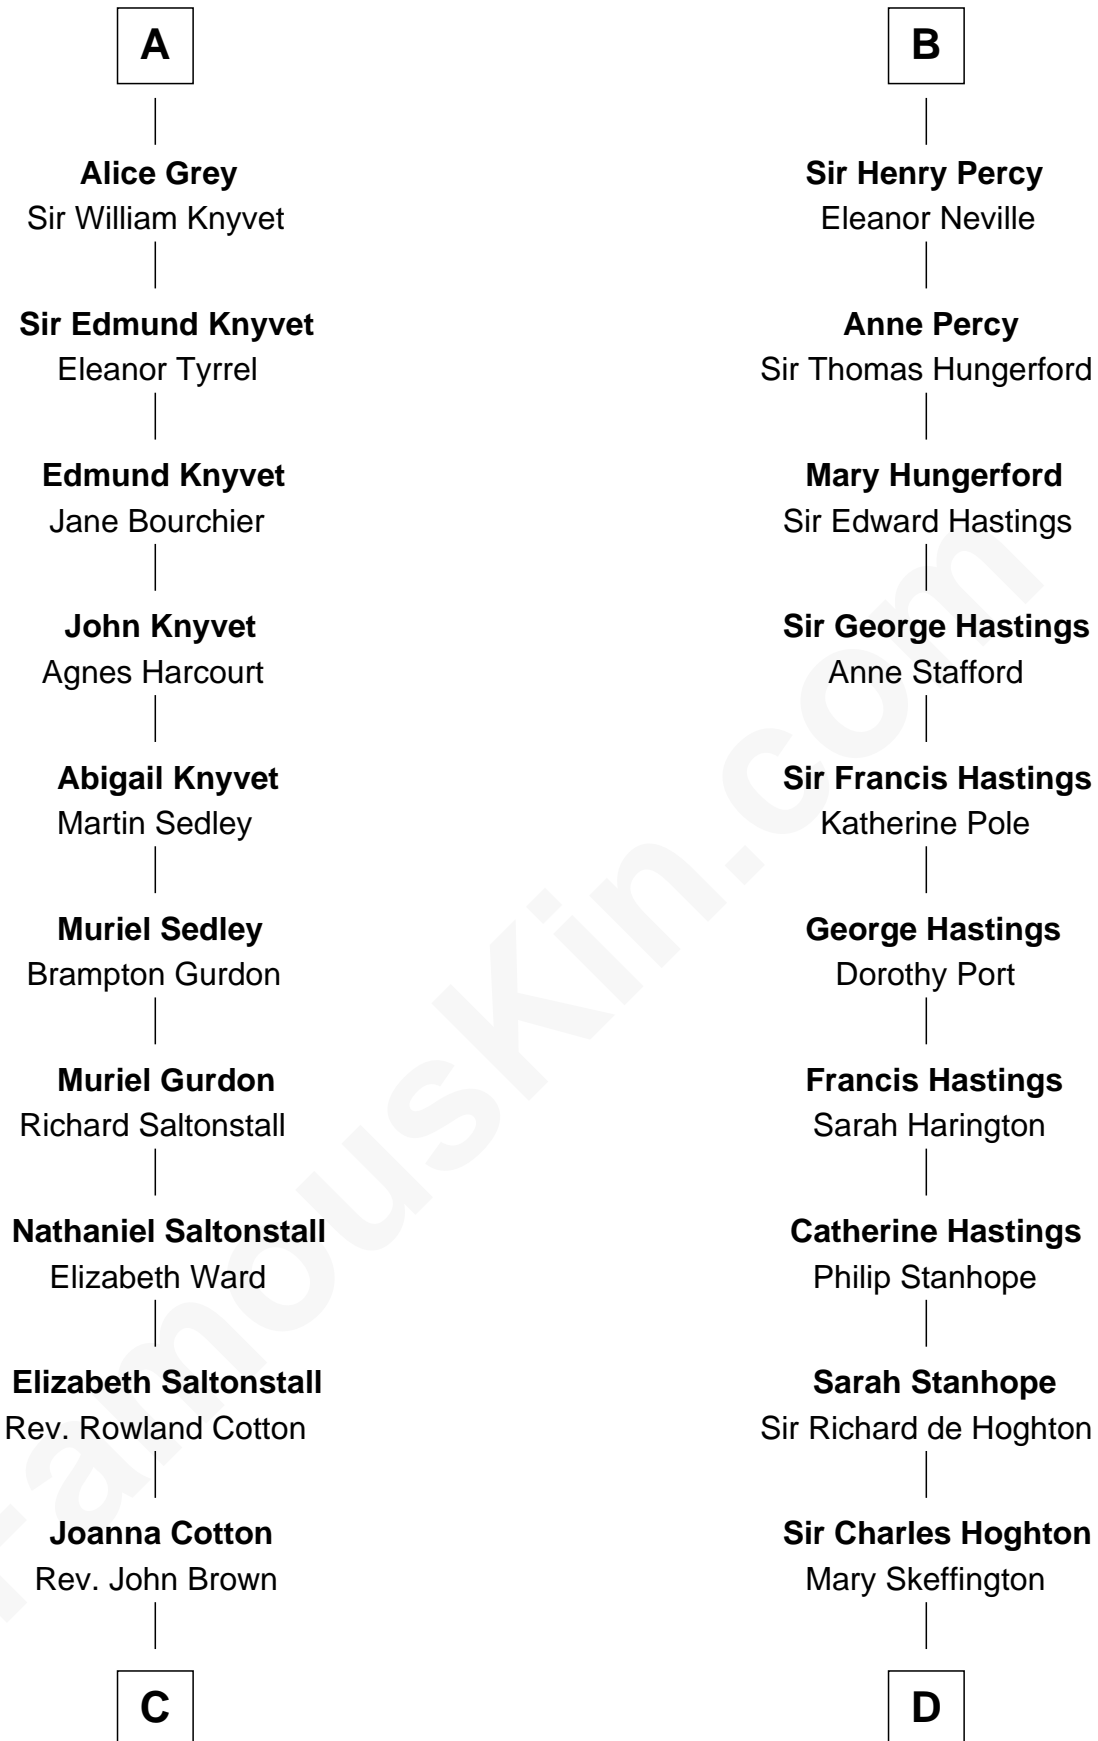 A
Alice Grey
Sir William Knyvet
Sir Edmund Knyvet
Eleanor Tyrrel
Edmund Knyvet
Jane Bourchier
John Knyvet
Agnes Harcourt
Abigail Knyvet
Martin Sedley
Muriel Sedley
Brampton Gurdon
Muriel Gurdon
Richard Saltonstall
Nathaniel Saltonstall
Elizabeth Ward
Elizabeth Saltonstall
Rev. Rowland Cotton
Joanna Cotton
Rev. John Brown
C
B
Sir Henry Percy
Eleanor Neville
Anne Percy
Sir Thomas Hungerford
Mary Hungerford
Sir Edward Hastings
Sir George Hastings
Anne Stafford
Sir Francis Hastings
Katherine Pole
George Hastings
Dorothy Port
Francis Hastings
Sarah Harington
Catherine Hastings
Philip Stanhope
Sarah Stanhope
Sir Richard de Hoghton
Sir Charles Hoghton
Mary Skeffington
D
FamousKin.com